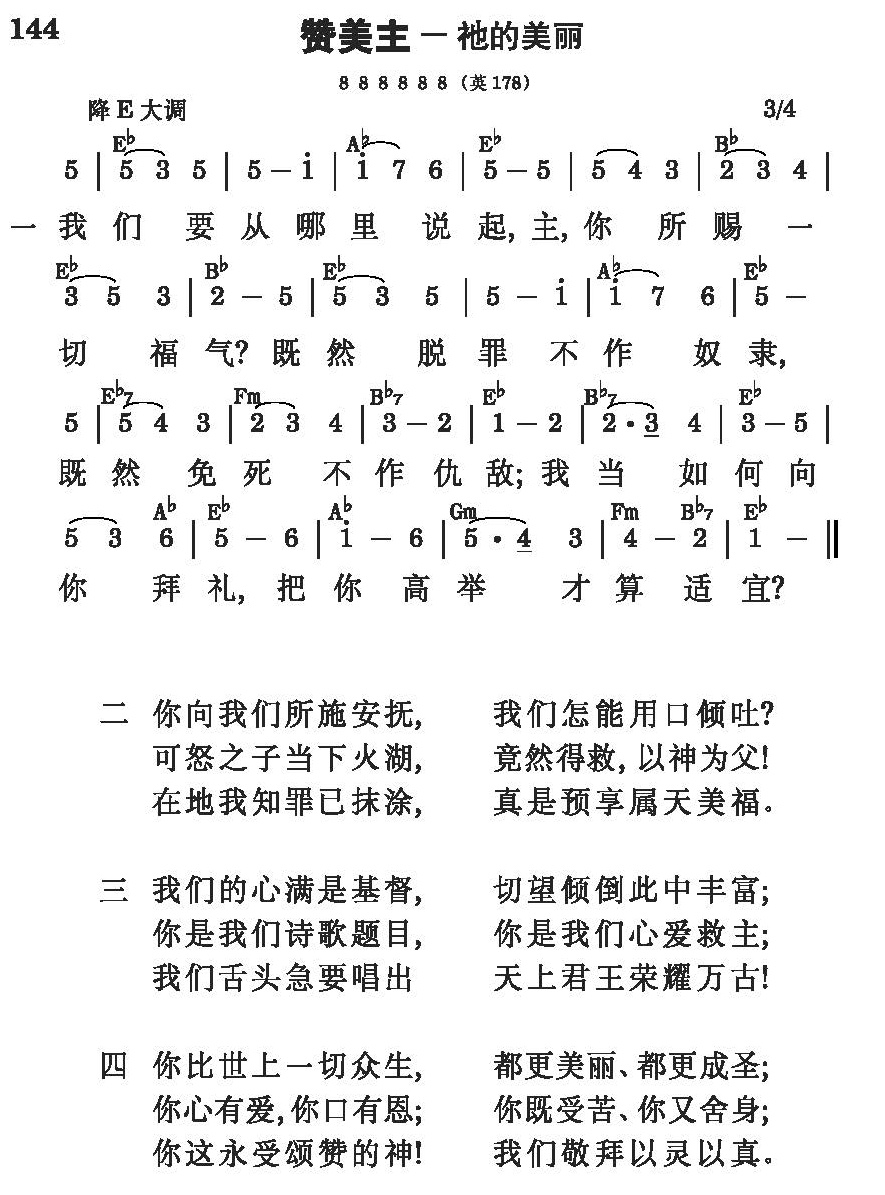 144
赞美主－祂的美丽
8 8 8 8 8 8（英178）
降E大调 3/4
E♭ A♭ E♭ B♭
5 | 5 3 5 | 5 － i | i 7 6 | 5 － 5 | 5 4 3 | 2 3 4 |
一 我 们 要 从 哪 里 说 起, 主, 你 所 赐 一
E♭ B♭ E♭ A♭ E♭
3 5 3 | 2 － 5 | 5 3 5 | 5 － i | i 7 6 | 5 －
切 福 气? 既 然 脱 罪 不 作 奴 隶,
E♭7 Fm B♭7 E♭ B♭7 E♭
5 | 5 4 3 | 2 3 4 | 3 － 2 | 1 － 2 | 2 · 3 4 | 3 － 5 |
既 然 免 死 不 作 仇 敌; 我 当 如 何 向
A♭ E♭ A♭ Gm Fm B♭7 E♭
5 3 6 | 5 － 6 | i － 6 | 5 · 4 3 | 4 － 2 | 1 － ‖
你 拜 礼, 把 你 高 举 才 算 适 宜?
二 你向我们所施安抚, 我们怎能用口倾吐?
可怒之子当下火湖, 竟然得救, 以神为父!
在地我知罪已抹涂, 真是预享属天美福。
三 我们的心满是基督, 切望倾倒此中丰富;
你是我们诗歌题目, 你是我们心爱救主;
我们舌头急要唱出 天上君王荣耀万古!
四 你比世上一切众生, 都更美丽、都更成圣;
你心有爱, 你口有恩; 你既受苦、你又舍身;
你这永受颂赞的神! 我们敬拜以灵以真。